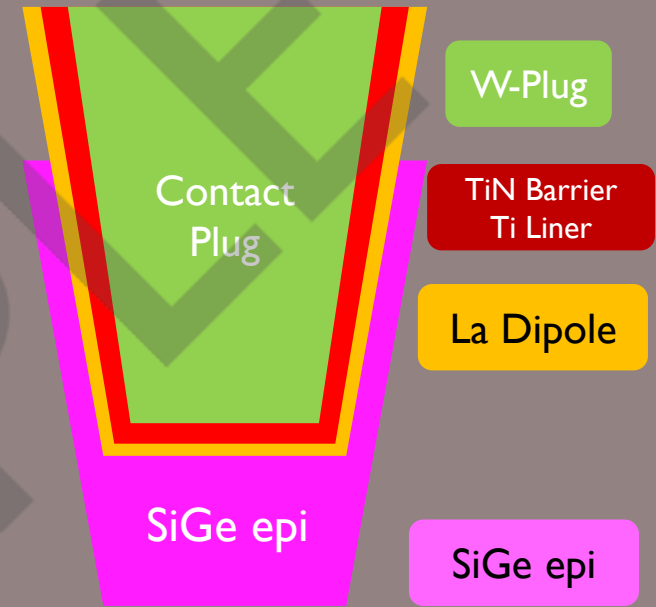 W-Plug
Contact
Plug
TiN Barrier
Ti Liner
La Dipole
SiGe epi
SiGe epi